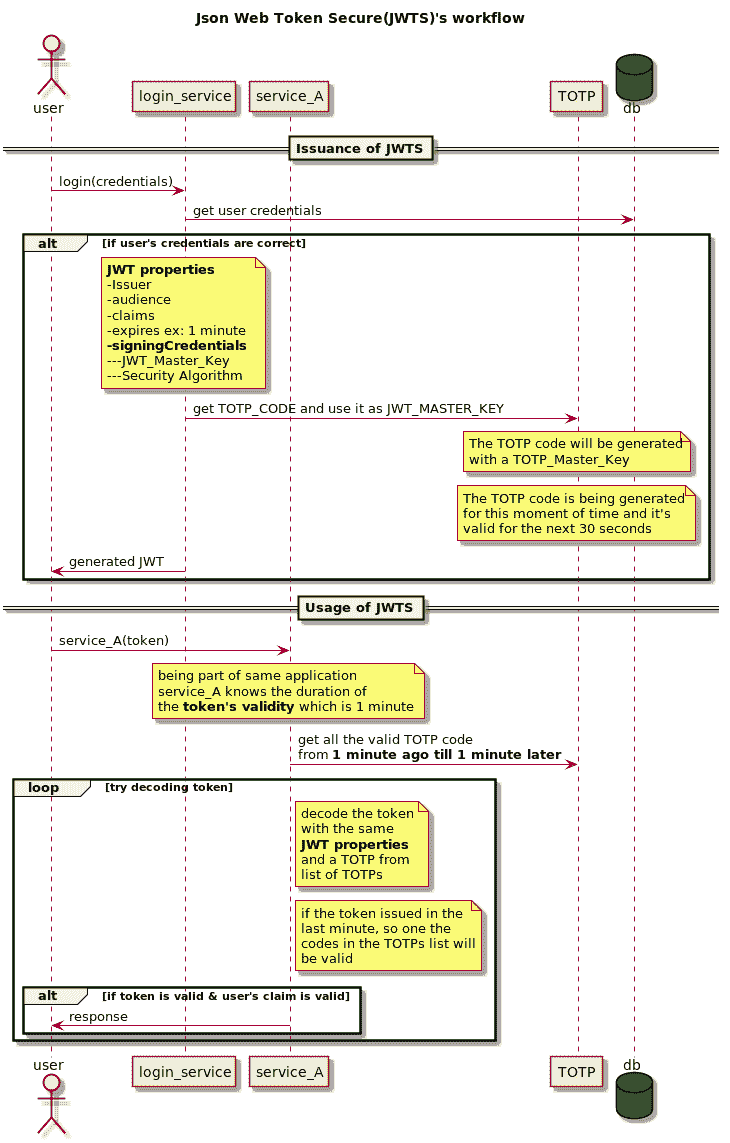 Json Web Token Secure(JWTS)'s workflow
user
login_service
service_A
TOTP
db
Issuance of JWTS
login(credentials)
get user credentials
alt
[if user's credentials are correct]
JWT properties
-Issuer
-audience
-claims
-expires ex: 1 minute
-signingCredentials
---JWT_Master_Key
---Security Algorithm
get TOTP_CODE and use it as JWT_MASTER_KEY
The TOTP code will be generated
with a TOTP_Master_Key
The TOTP code is being generated
for this moment of time and it's
valid for the next 30 seconds
generated JWT
Usage of JWTS
service_A(token)
being part of same application
service_A knows the duration of
the token's validity which is 1 minute
get all the valid TOTP code
from 1 minute ago till 1 minute later
loop
[try decoding token]
decode the token
with the same
JWT properties
and a TOTP from
list of TOTPs
if the token issued in the
last minute, so one the
codes in the TOTPs list will
be valid
alt
[if token is valid & user's claim is valid]
response
user
login_service
service_A
TOTP
db